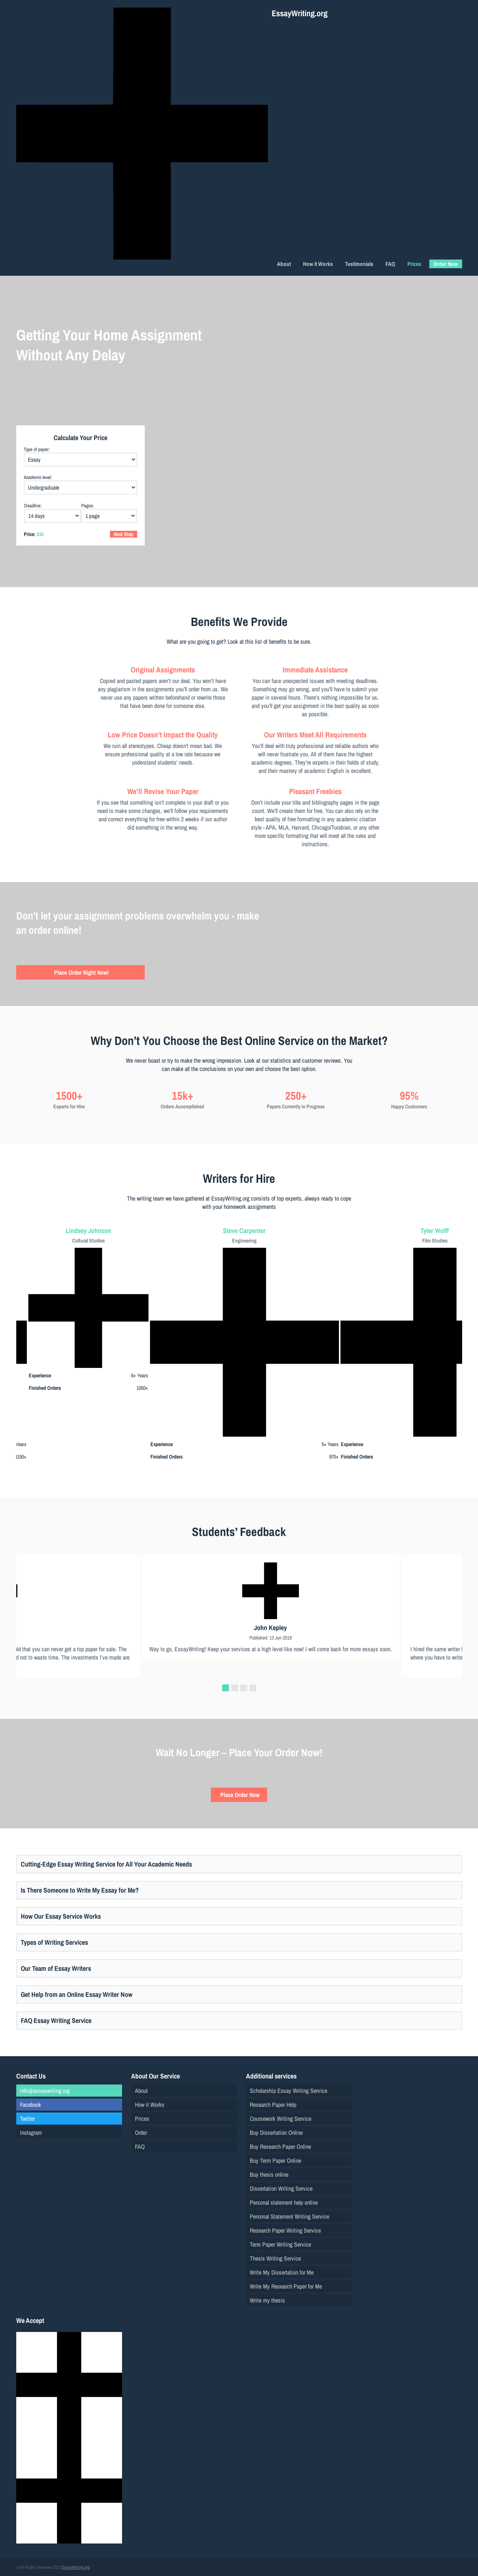 EssayWriting.org
About
How it Works
Testimonials
FAQ
Prices
Order Now
Getting Your Home Assignment
Without Any Delay
Calculate Your Price
Type of paper:
Essay
Academic level:
Undergraduate
Deadline:
Pages:
14 days
1 page
Price:
Next Step
Benefits We Provide
What are you going to get? Look at this list of benefits to be sure.
Original Assignments
Copied and pasted papers aren't our deal. You won't have
any plagiarism in the assignments you'll order from us. We
never use any papers written beforehand or rewrite those
that have been done for someone else.
Immediate Assistance
You can face unexpected issues with meeting deadlines.
Something may go wrong, and you'll have to submit your
paper in several hours. There's nothing impossible for us,
and you'll get your assignment in the best quality as soon
as possible.
Low Price Doesn't Impact the Quality
We ruin all stereotypes. Cheap doesn't mean bad. We
ensure professional quality at a low rate because we
understand students' needs.
Our Writers Meet All Requirements
You'll deal with truly professional and reliable authors who
will never frustrate you. All of them have the highest
academic degrees. They're experts in their fields of study,
and their mastery of academic English is excellent.
We'll Revise Your Paper
If you see that something isn't complete in your draft or you
need to make some changes, we'll follow your requirements
and correct everything for free within 2 weeks if our author
did something in the wrong way.
Pleasant Freebies
Don't include your title and bibliography pages in the page
count. We'll create them for free. You can also rely on the
best quality of free formatting in any academic citation
style - APA, MLA, Harvard, Chicago/Turabian, or any other
more specific formatting that will meet all the rules and
instructions.
Don't let your assignment problems overwhelm you - make
an order online!
Place Order Right Now!
Why Don't You Choose the Best Online Service on the Market?
We never boast or try to make the wrong impression. Look at our statistics and customer reviews. You
can make all the conclusions on your own and choose the best option.
1500+
Experts for Hire
15k+
Orders Accomplished
250+
Papers Currently in Progress
95%
Happy Customers
Writers for Hire
The writing team we have gathered at EssayWriting.org consists of top experts, always ready to cope
with your homework assignments
Lindsey Johnson
Cultural Studies
Steve Carpenter
Engineering
Tyler Wolff
Film Studies
Experience
6+ Years
Finished Orders
1050+
Years
Experience
5+ Years
Experience
1150+
Finished Orders
970+
Finished Orders
Students' Feedback
John Kepley
Published: 13 Jun 2019
Way to go, EssayWriting! Keep your services at a high level like now! I will come back for more essays soon.
old that you can never get a top paper for sale. The
d not to waste time. The investments I've made are
I hired the same writer
where you have to write
Wait No Longer – Place Your Order Now!
Place Order Now
Cutting-Edge Essay Writing Service for All Your Academic Needs
Is There Someone to Write My Essay for Me?
How Our Essay Service Works
Types of Writing Services
Our Team of Essay Writers
Get Help from an Online Essay Writer Now
FAQ Essay Writing Service
Contact Us
info@essaywriting.org
Facebook
Twitter
Instagram
About Our Service
About
How it Works
Prices
Order
FAQ
Additional services
Scholarship Essay Writing Service
Research Paper Help
Coursework Writing Service
Buy Dissertation Online
Buy Research Paper Online
Buy Term Paper Online
Buy thesis online
Dissertation Writing Service
Personal statement help online
Personal Statement Writing Service
Research Paper Writing Service
Term Paper Writing Service
Thesis Writing Service
Write My Dissertation for Me
Write My Research Paper for Me
Write my thesis
We Accept
EssayWriting.org